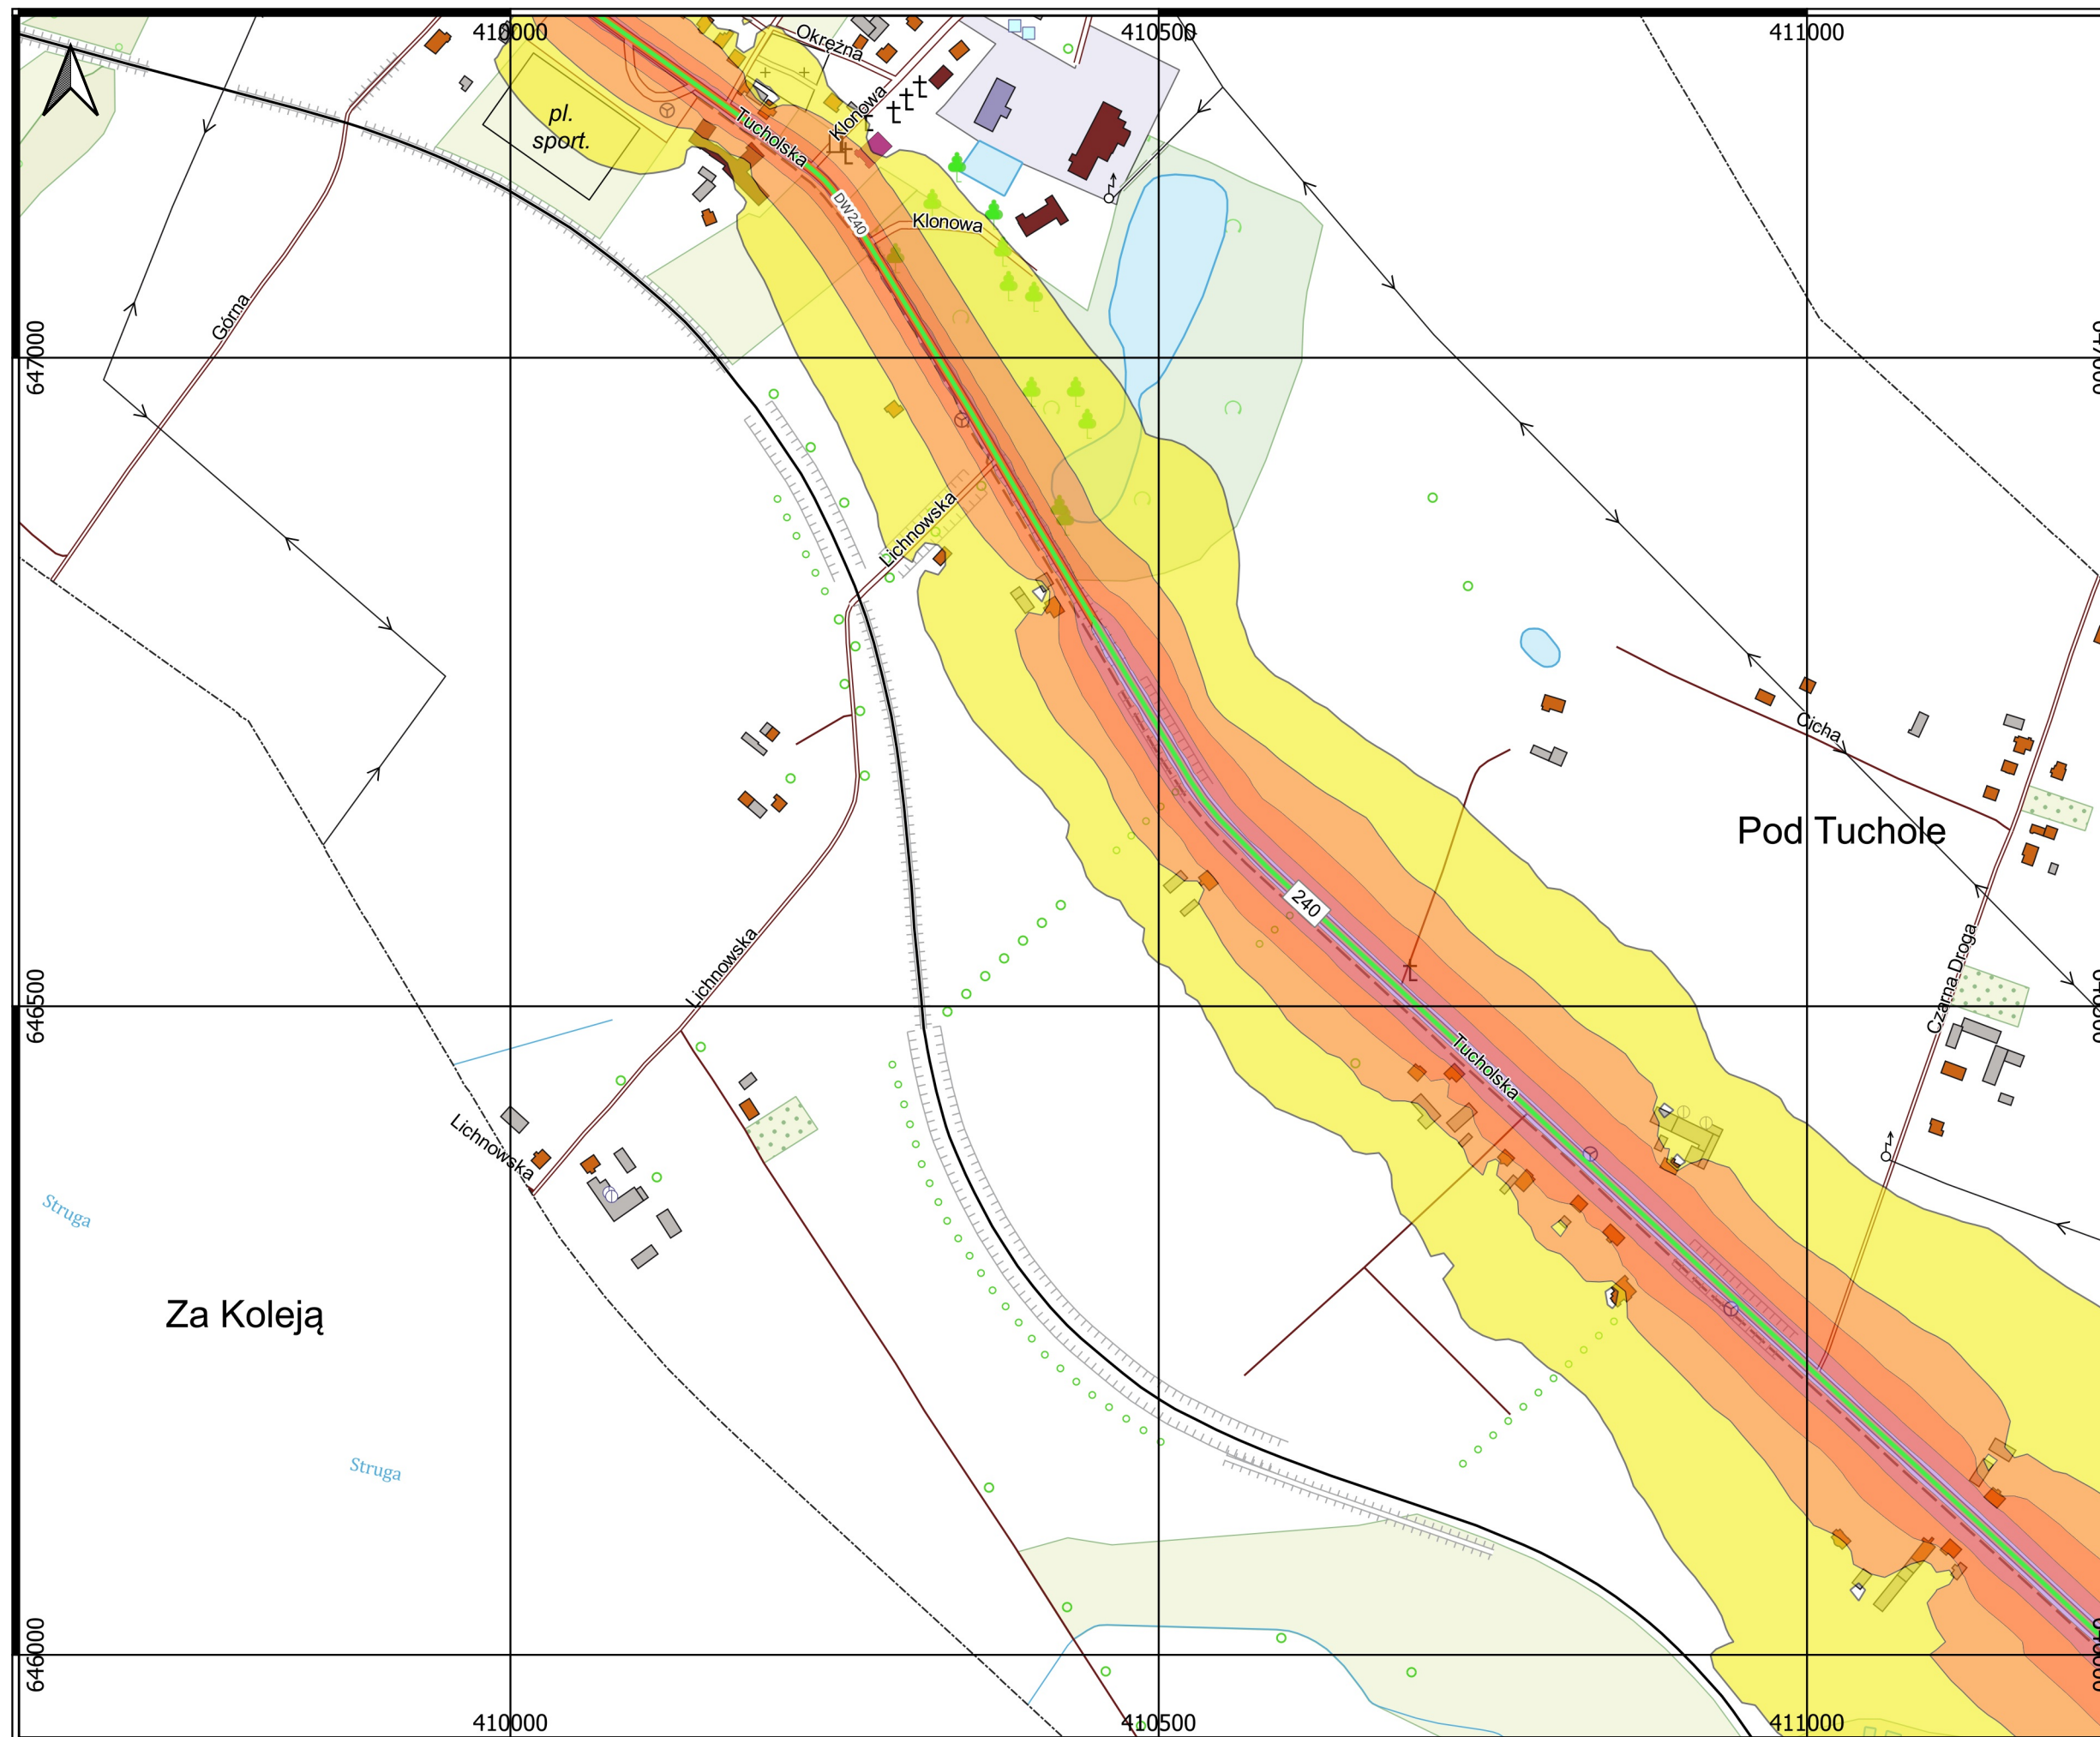 410000
410500
411000
Okrężna
pl.
sport.
Klonowa
Tucholska
DW240
Klonowa
Górna
647000
Lichnowska
Cicha
Pod Tuchole
240
Lichnowska
Czarna Droga
646500
Tucholska
Lichnowska
Struga
Za Koleją
Struga
646000
410000
410500
411000